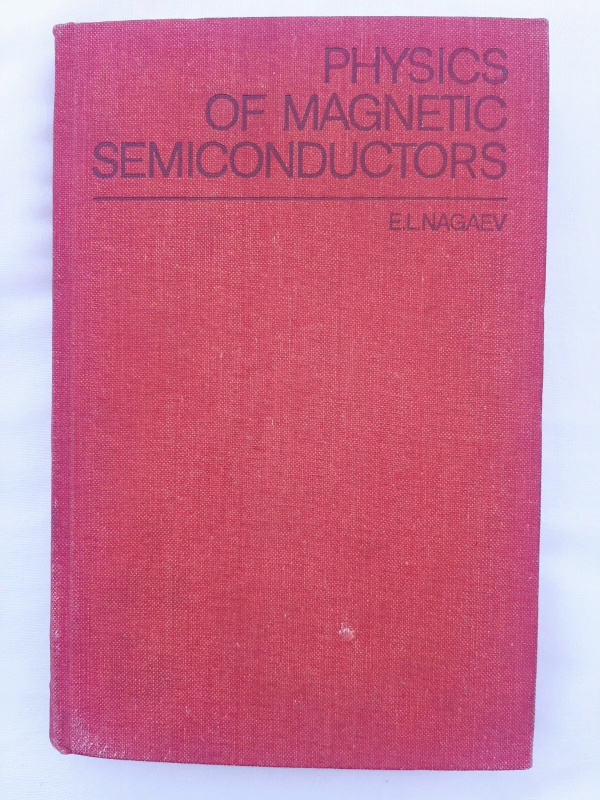 PHYSICS
OF MAGNETIC
SEMICONDUCTORS
E.L.NAGAEV